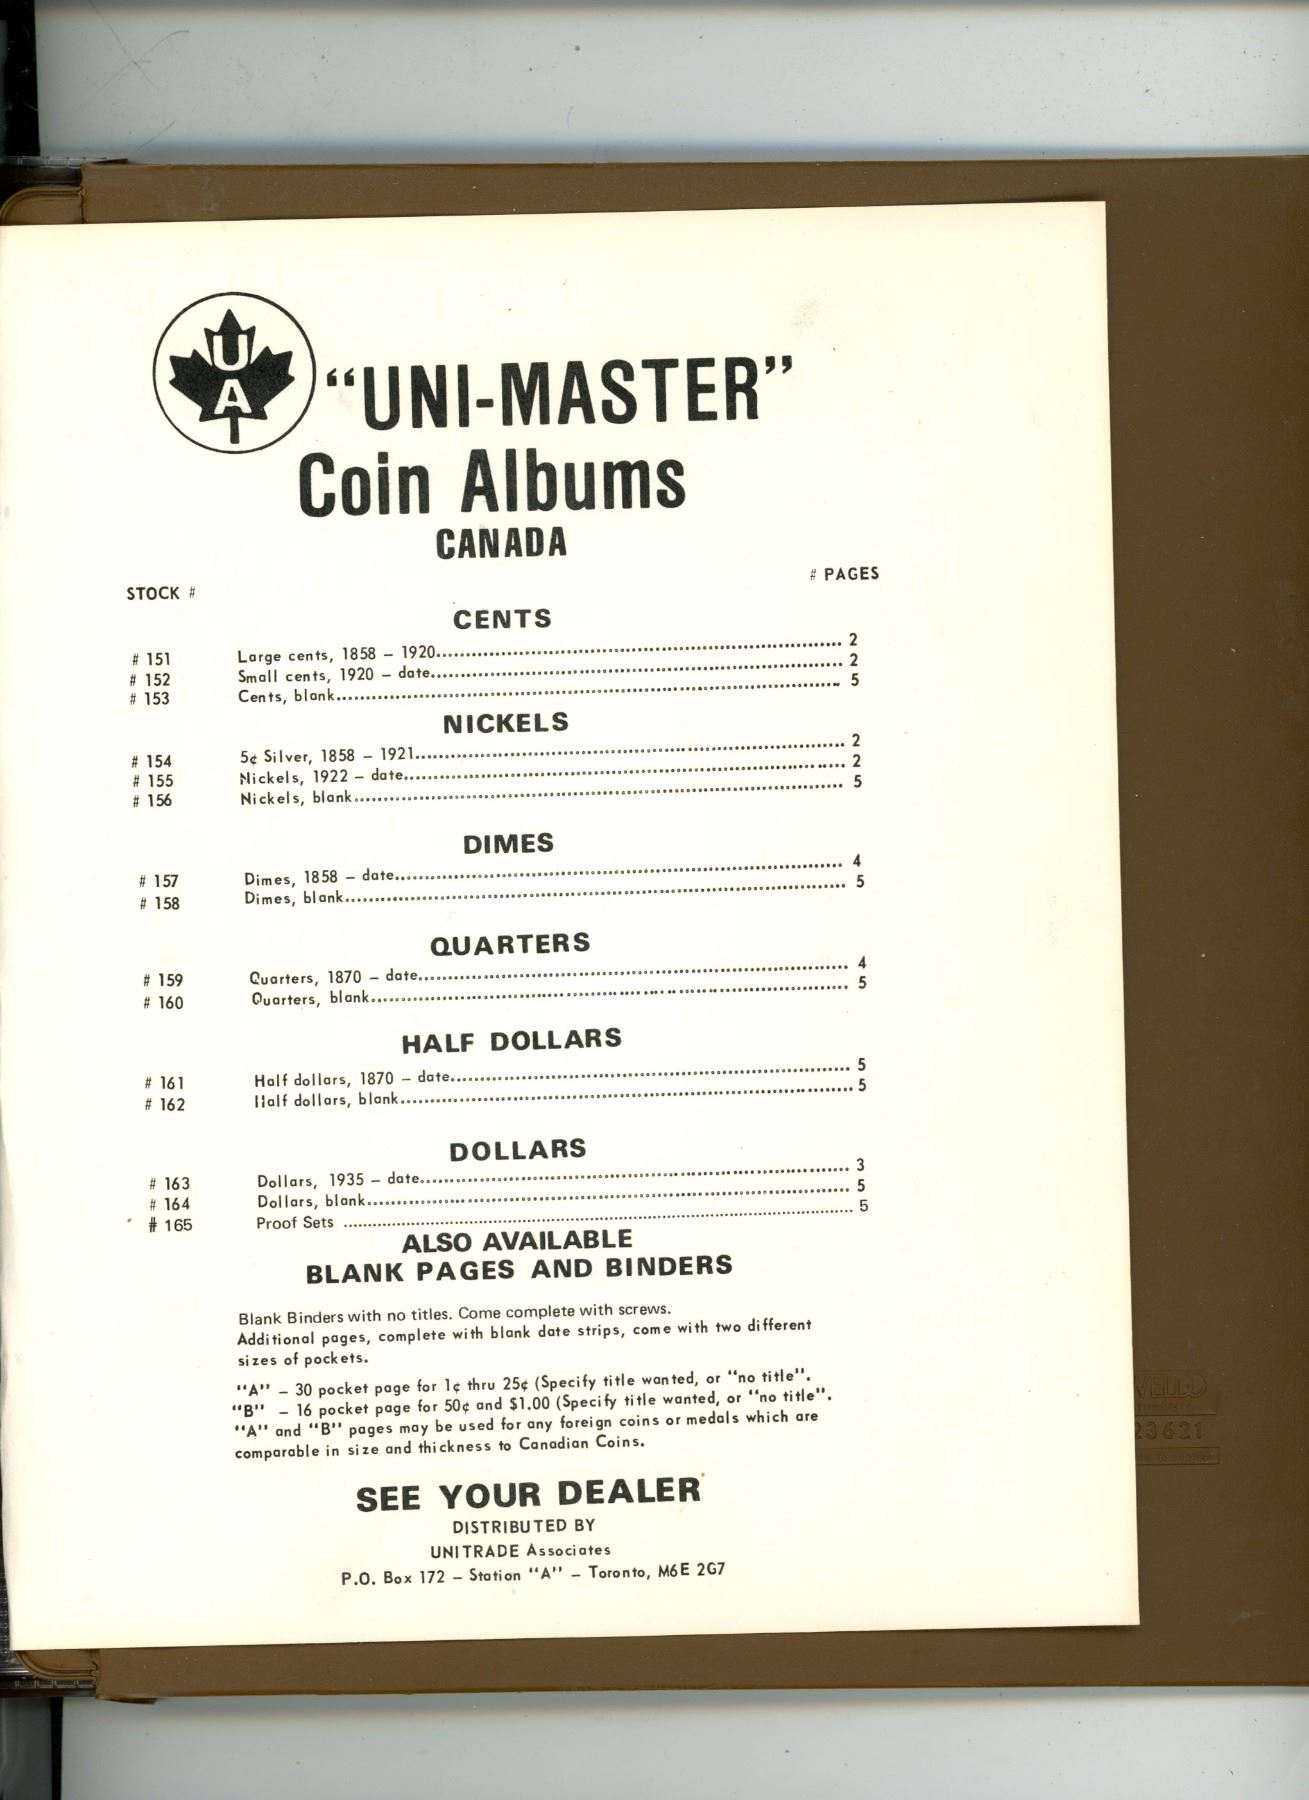 U
A
“UNI-MASTER”
Coin Albums
CANADA
STOCK # # PAGES
CENTS
# 151 Large cents, 1858 – 1920 2
# 152 Small cents, 1920 – date 2
# 153 Cents, blank 5
NICKELS
# 154 5¢ Silver, 1858 – 1921 2
# 155 Nickels, 1922 – date 2
# 156 Nickels, blank 5
DIMES
# 157 Dimes, 1858 – date 4
# 158 Dimes, blank 5
QUARTERS
# 159 Quarters, 1870 – date 4
# 160 Quarters, blank 5
HALF DOLLARS
# 161 Half dollars, 1870 – date 5
# 162 Half dollars, blank 5
DOLLARS
# 163 Dollars, 1935 – date 3
# 164 Dollars, blank 5
# 165 Proof Sets 5
ALSO AVAILABLE
BLANK PAGES AND BINDERS
Blank Binders with no titles. Come complete with screws.
Additional pages, complete with blank date strips, come with two different
sizes of pockets.
“A” – 30 pocket page for 1¢ thru 25¢ (Specify title wanted, or “no title”.
“B” – 16 pocket page for 50¢ and $1.00 (Specify title wanted, or “no title”.
“A” and “B” pages may be used for any foreign coins or medals which are
comparable in size and thickness to Canadian Coins.
SEE YOUR DEALER
DISTRIBUTED BY
UNITRADE Associates
P.O. Box 172 – Station “A” – Toronto, M6E 2G7
23621